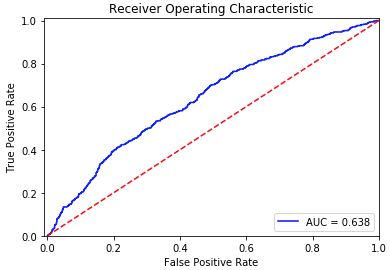 Receiver Operating Characteristic
True Positive Rate
1.0
0.8
0.6
0.4
0.2
0.0
AUC = 0.638
0.0 0.2 0.4 0.6 0.8 1.0
False Positive Rate